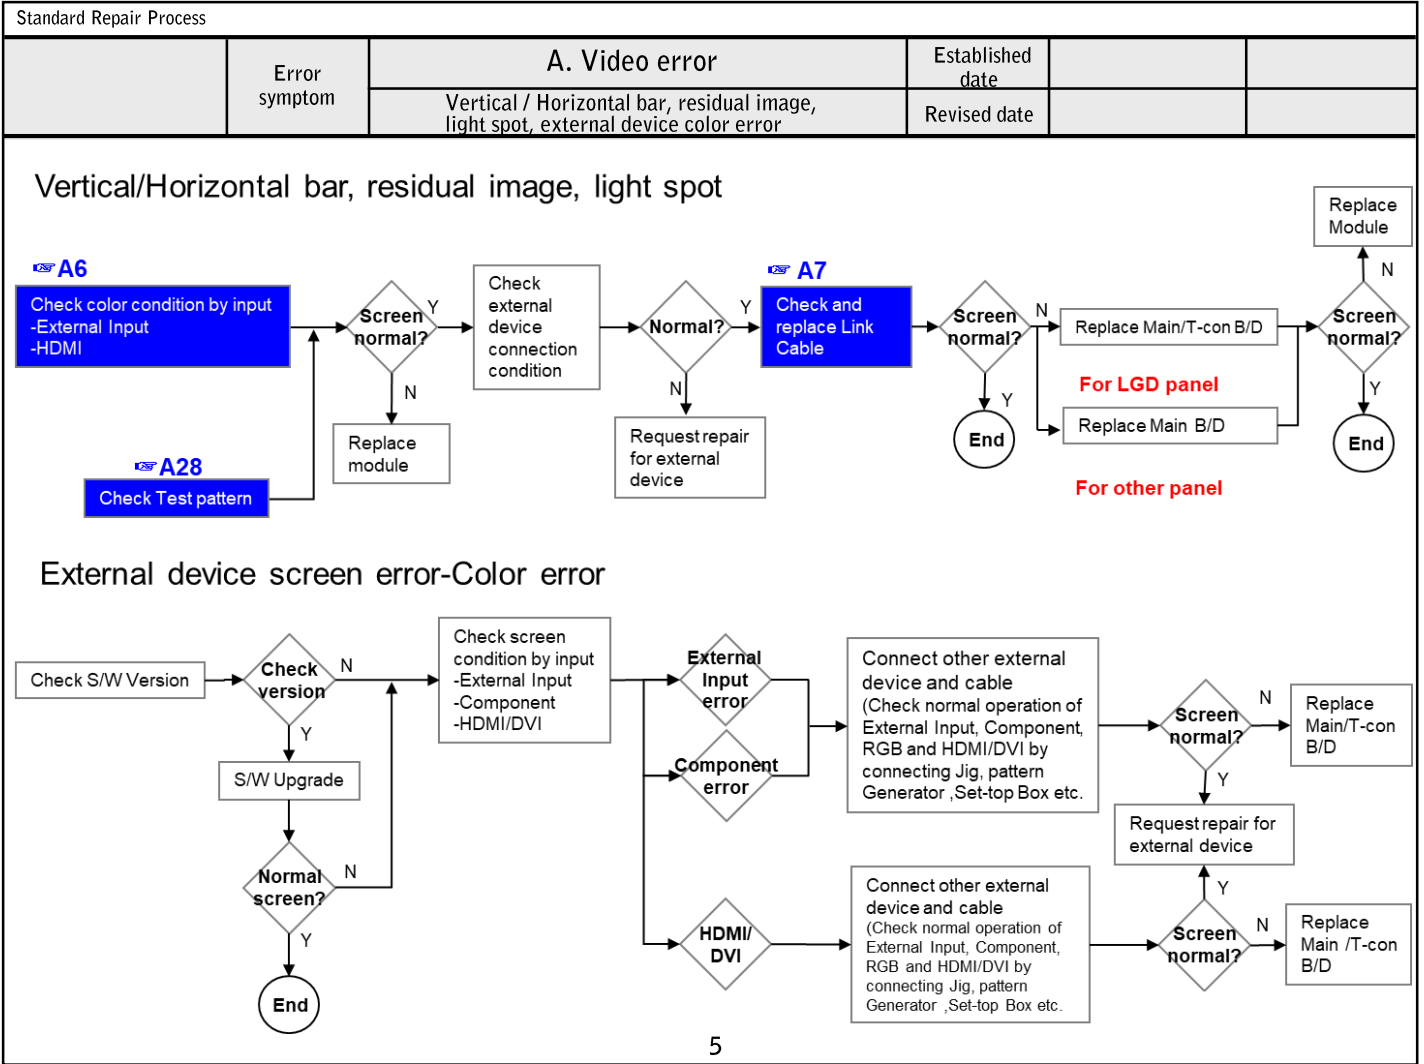 Standard Repair Process
Error
symptom
A. Video error
Established
date
Vertical / Horizontal bar, residual image,
light spot, external device color error
Revised date
Vertical/Horizontal bar, residual image, light spot
☞A6
Check color condition by input
-External Input
-HDMI
☞A28
Check Test pattern
Screen
normal?
Y
N
Replace
module
Check
external
device
connection
condition
Normal?
Y
N
Request repair
for external
device
☞ A7
Check and
replace Link
Cable
Screen
normal?
N
Y
End
Replace Main/T-con B/D
For LGD panel
Replace Main B/D
For other panel
Replace
Module
N
Screen
normal?
Y
End
External device screen error-Color error
Check S/W Version
Check
version
N
Y
S/W Upgrade
Normal
screen?
N
Y
End
Check screen
condition by input
-External Input
-Component
-HDMI/DVI
External
Input
error
Component
error
HDMI/
DVI
Connect other external
device and cable
(Check normal operation of
External Input, Component,
RGB and HDMI/DVI by
connecting Jig, pattern
Generator ,Set-top Box etc.
Screen
normal?
N
Replace
Main/T-con
B/D
Y
Request repair for
external device
Connect other external
device and cable
(Check normal operation of
External Input, Component,
RGB and HDMI/DVI by
connecting Jig, pattern
Generator ,Set-top Box etc.
Y
Screen
normal?
N
Replace
Main /T-con
B/D
5